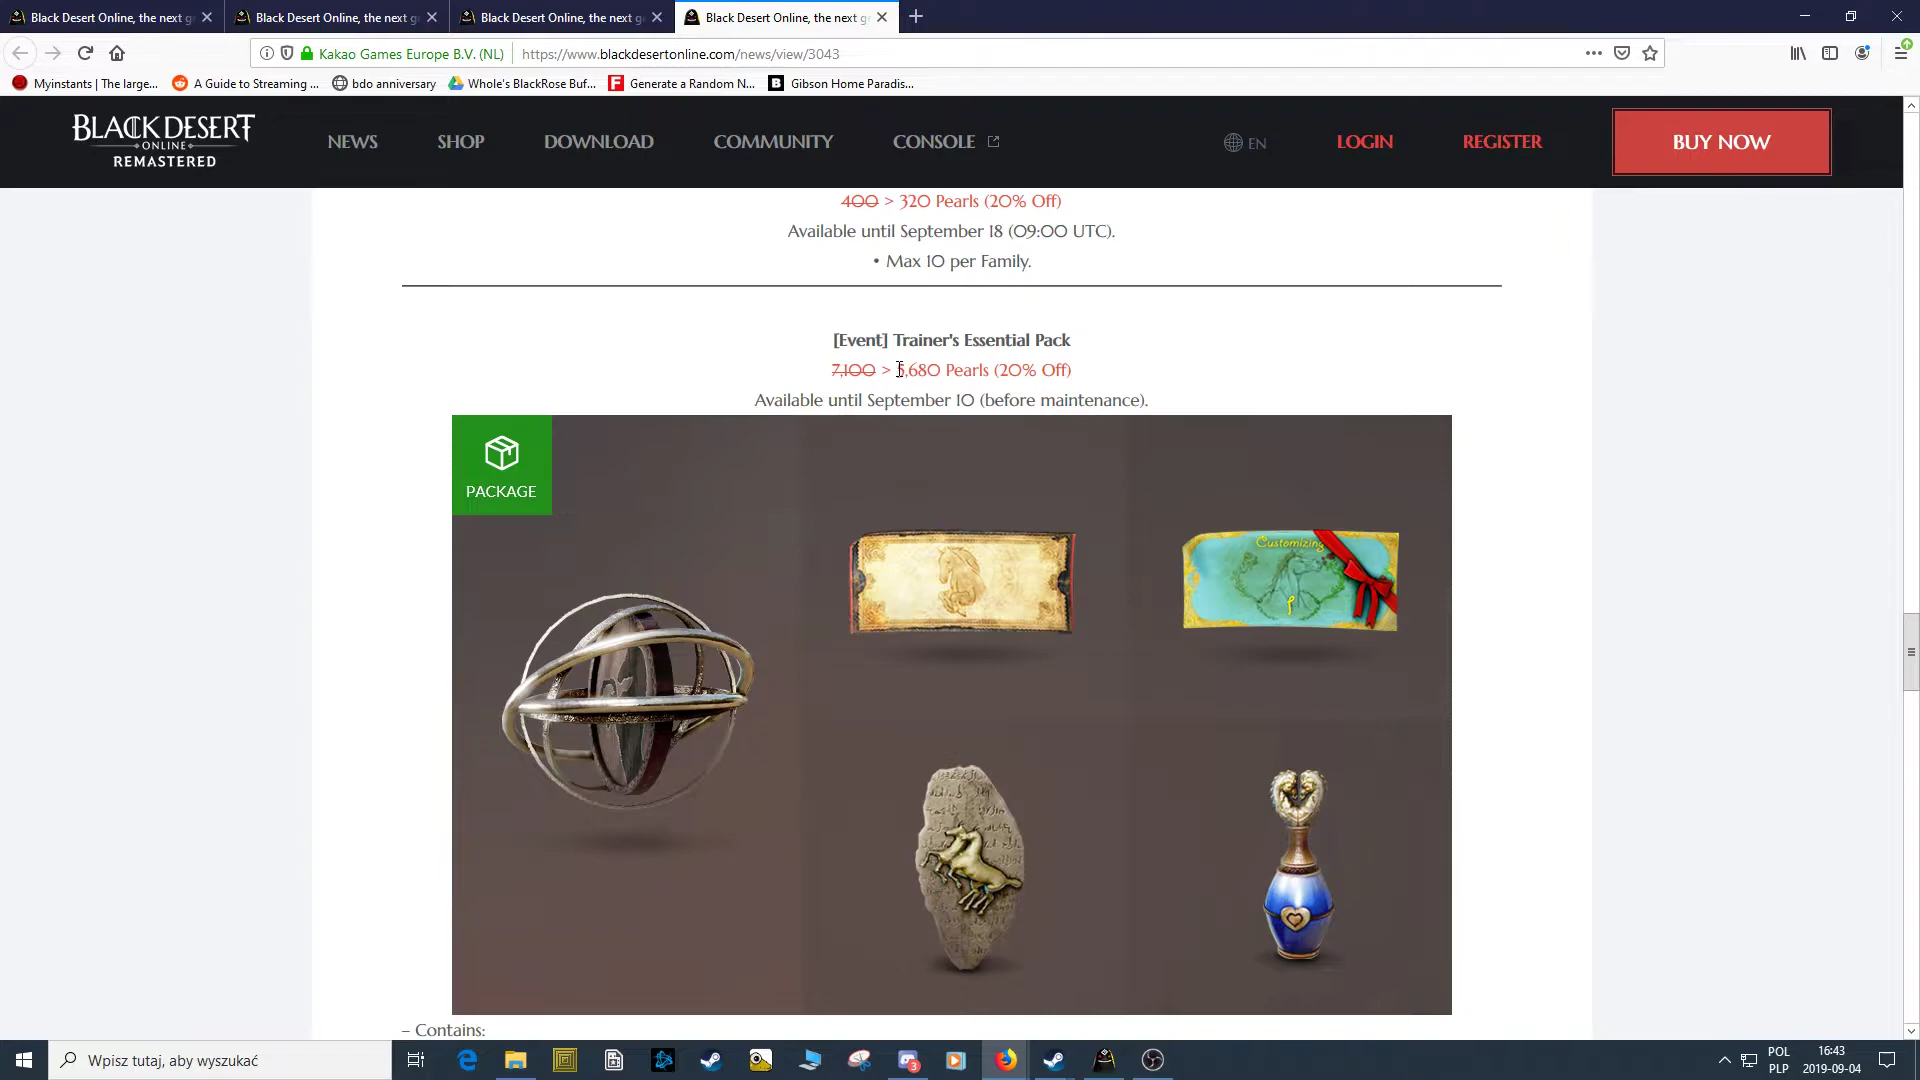 Black Desert Online, the next g
Black Desert Online, the next g
Black Desert Online, the next g
Black Desert Online, the next g
Kakao Games Europe B.V. (NL)
https://www.blackdesertonline.com/news/view/3043
Myinstants | The large...
A Guide to Streaming ...
bdo anniversary
Whole's BlackRose Buf...
Generate a Random N...
Gibson Home Paradis...
BLACK DESERT
ONLINE
REMASTERED
NEWS
SHOP
DOWNLOAD
COMMUNITY
CONSOLE
EN
LOGIN
REGISTER
BUY NOW
400 > 320 Pearls (20% Off)
Available until September 18 (09:00 UTC).
• Max 10 per Family.
[Event] Trainer's Essential Pack
7,100 > 5,680 Pearls (20% Off)
Available until September 10 (before maintenance).
PACKAGE
Customizing
– Contains:
Wpisz tutaj, aby wyszukać
3
POL
PLP
16:43
2019-09-04